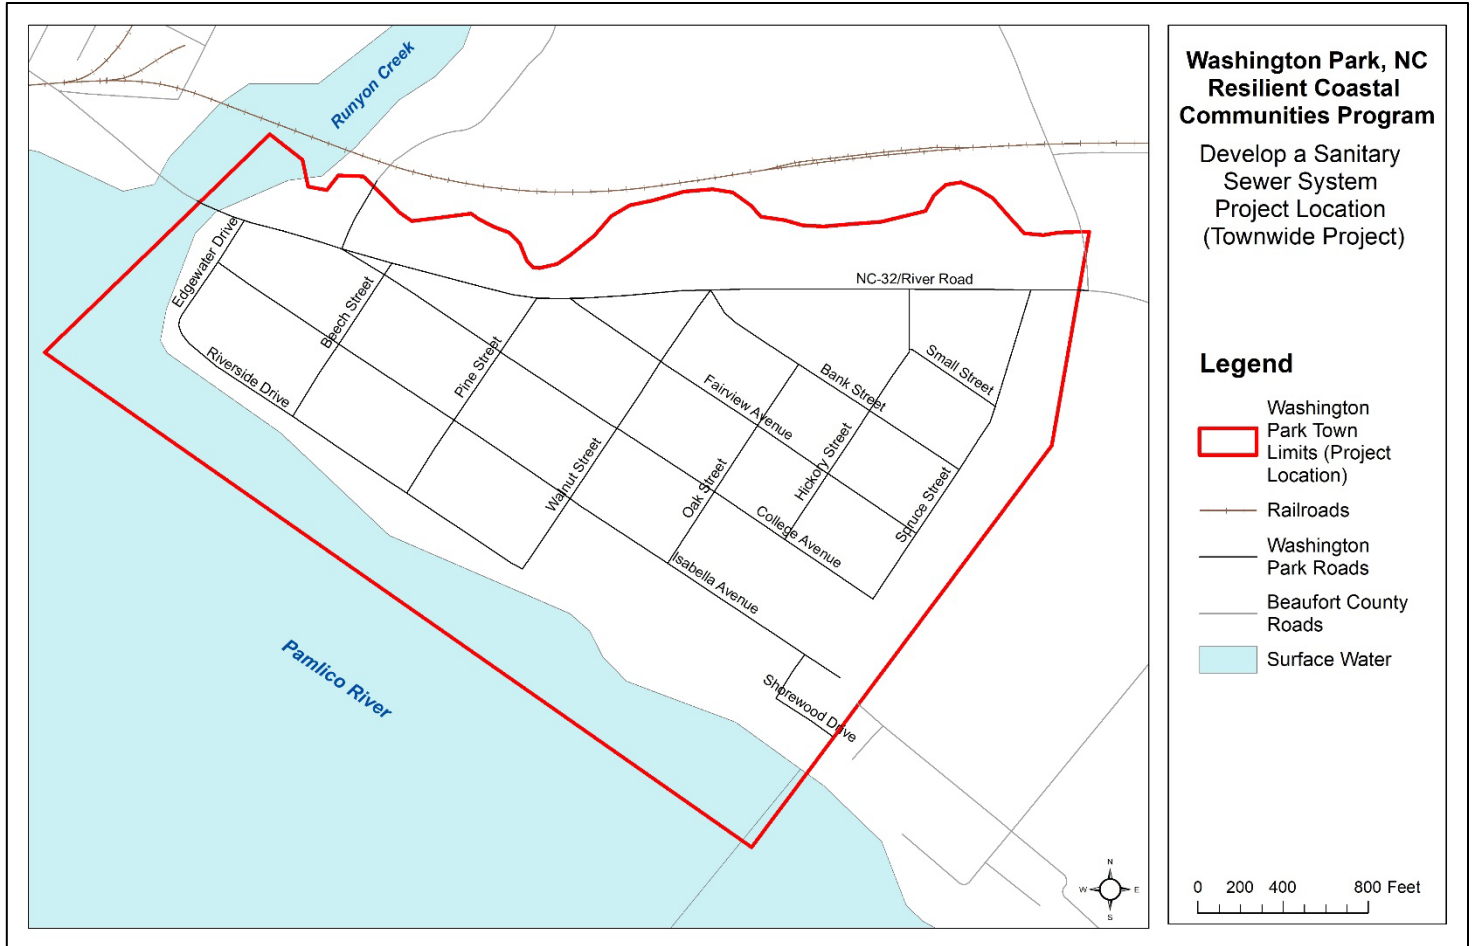 Runyon Creek
Edgewater Drive
Beech Street
Riverside Drive
Pine Street
NC-32/River Road
Small Street
Bank Street
Fairview Avenue
Hickory Street
Walnut Street
Oak Street
College Avenue
Spruce Street
Isabella Avenue
Shorewood Drive
Pamlico River
N
W
E
S
Washington Park, NC
Resilient Coastal
Communities Program
Develop a Sanitary
Sewer System
Project Location
(Townwide Project)
Legend
Washington
Park Town
Limits (Project
Location)
Railroads
Washington
Park Roads
Beaufort County
Roads
Surface Water
0 200 400 800 Feet